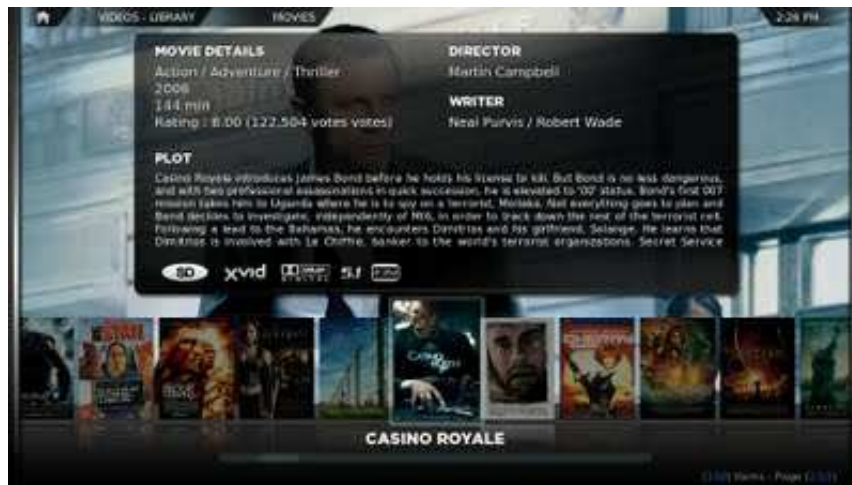 VIDEOS - LIBRARY
MOVIES
2:26 PM
MOVIE DETAILS
Action / Adventure / Thriller
2006
144 min
Rating : 8.00 (122,504 votes votes)
DIRECTOR
Martin Campbell
WRITER
Neal Purvis / Robert Wade
PLOT
Casino Royale introduces James Bond before he holds his license to kill. But Bond is no less dangerous,
and with two professional assassinations in quick succession, he is elevated to '00' status. Bond's first 007
mission takes him to Uganda where he is to spy on a terrorist, Mollaka. Not everything goes to plan and
Bond decides to investigate, independently of MI6, in order to track down the rest of the terrorist cell.
Following a lead to the Bahamas, he encounters Dimitrios and his girlfriend, Solange. He learns that
Dimitrios is involved with Le Chiffre, banker to the world's terrorist organizations. Secret Service
SD
xvid
DOLBY
DIGITAL
5.1
CASINO
ROYALE
CASINO ROYALE
Items - Page